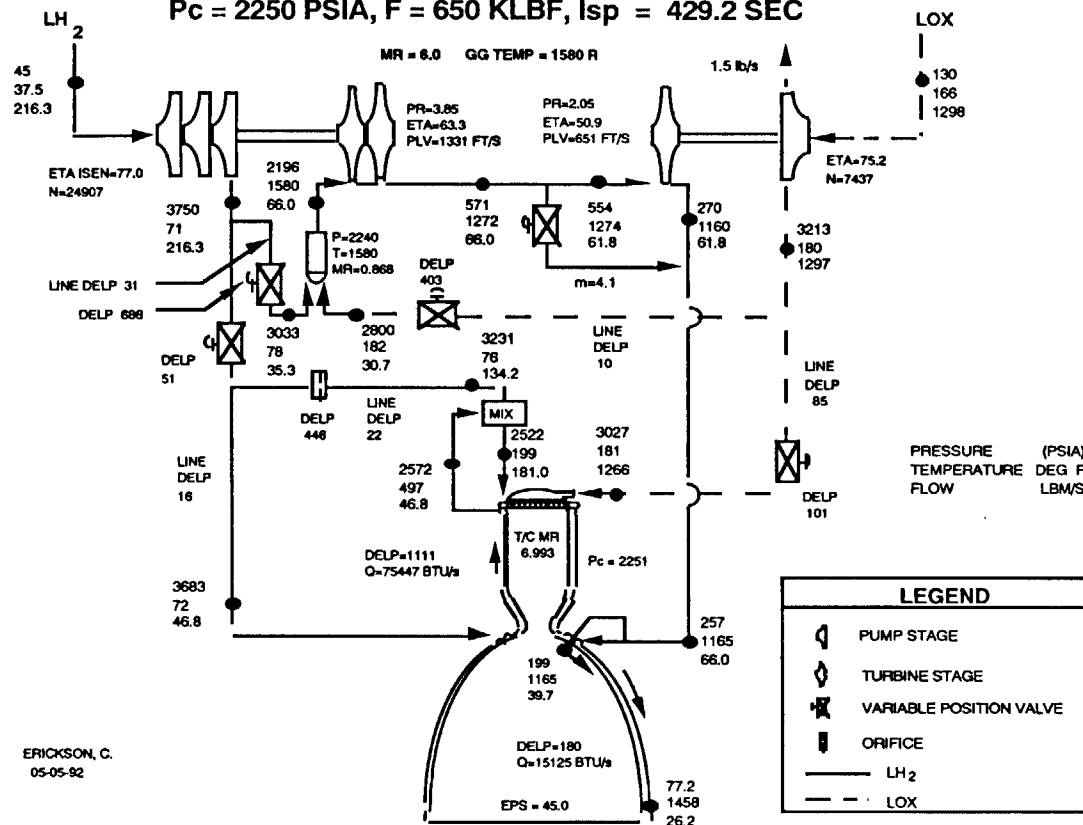 Pc = 2250 PSIA, F = 650 KLBF, Isp = 429.2 SEC
LH2
LOX
MR = 6.0 GG TEMP = 1580 R
1.5 lb/s
45
37.5
216.3
130
166
1298
PR=3.85
ETA=63.3
PLV=1331 FT/S
PR=2.05
ETA=50.9
PLV=651 FT/S
ETA ISEN=77.0
N=24907
ETA=75.2
N=7437
2196
1580
66.0
3750
71
216.3
571
1272
66.0
554
1274
61.8
270
1160
61.8
3213
180
1297
P=2240
T=1580
MR=0.868
DELP
403
m=4.1
LINE DELP 31
DELP 686
3033
78
35.3
2800
182
30.7
LINE
DELP
10
DELP
51
3231
76
134.2
LINE
DELP
85
DELP
446
LINE
DELP
22
MIX
2522
199
181.0
3027
181
1266
LINE
DELP
16
2572
497
46.8
DELP
101
PRESSURE (PSIA)
TEMPERATURE DEG F
FLOW LBM/S
T/C MR
6.993
DELP=1111
Q=75447 BTU/s
Pc = 2251
3683
72
46.8
257
1165
66.0
199
1165
39.7
DELP=180
Q=15125 BTU/s
EPS = 45.0
77.2
1458
26.2
ERICKSON, C.
05-05-92
LEGEND
PUMP STAGE
TURBINE STAGE
VARIABLE POSITION VALVE
ORIFICE
LH2
LOX